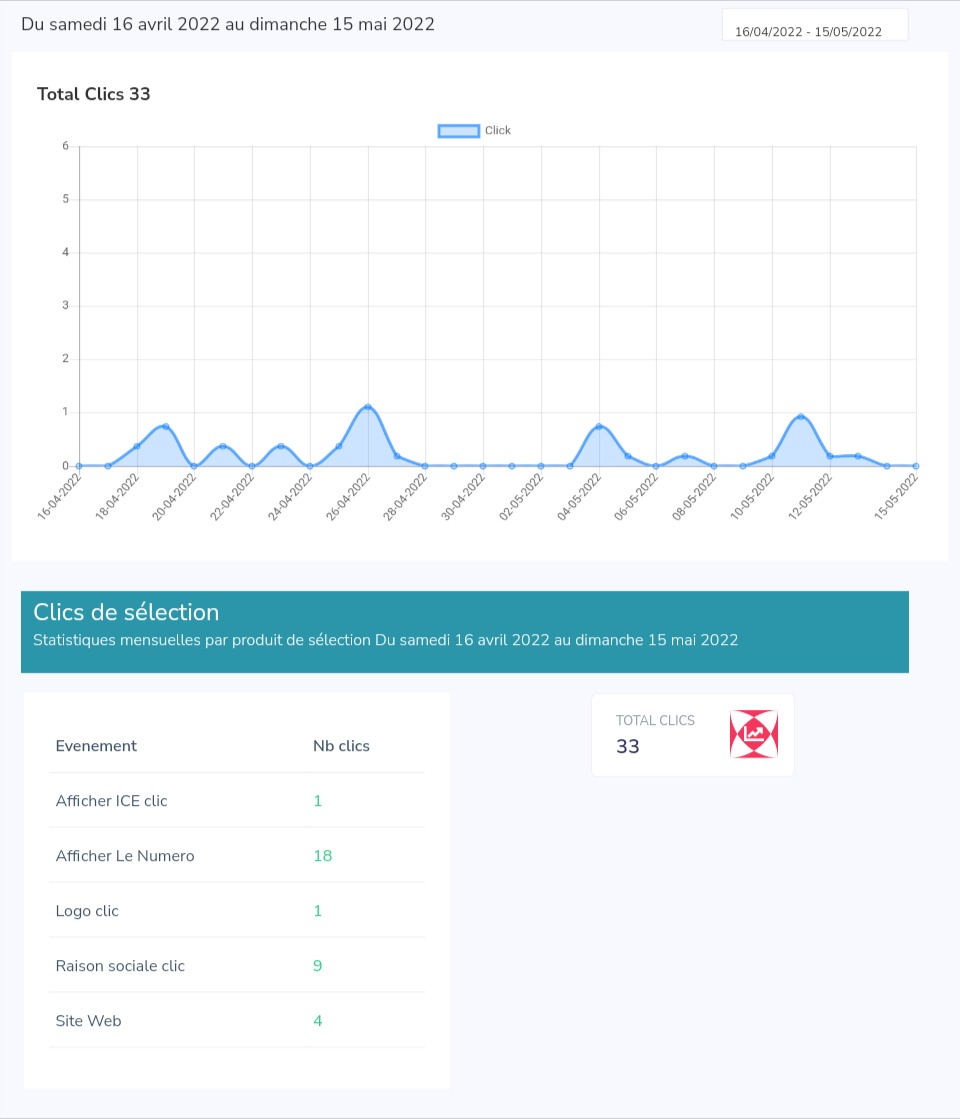 Du samedi 16 avril 2022 au dimanche 15 mai 2022
16/04/2022 - 15/05/2022
Total Clics 33
Click
6
5
4
3
2
1
0
16-04-2022
18-04-2022
20-04-2022
22-04-2022
24-04-2022
26-04-2022
28-04-2022
30-04-2022
02-05-2022
04-05-2022
06-05-2022
08-05-2022
10-05-2022
12-05-2022
15-05-2022
Clics de sélection
Statistiques mensuelles par produit de sélection Du samedi 16 avril 2022 au dimanche 15 mai 2022
Evenement Nb clics
Afficher ICE clic 1
Afficher Le Numero 18
Logo clic 1
Raison sociale clic 9
Site Web 4
TOTAL CLICS
33